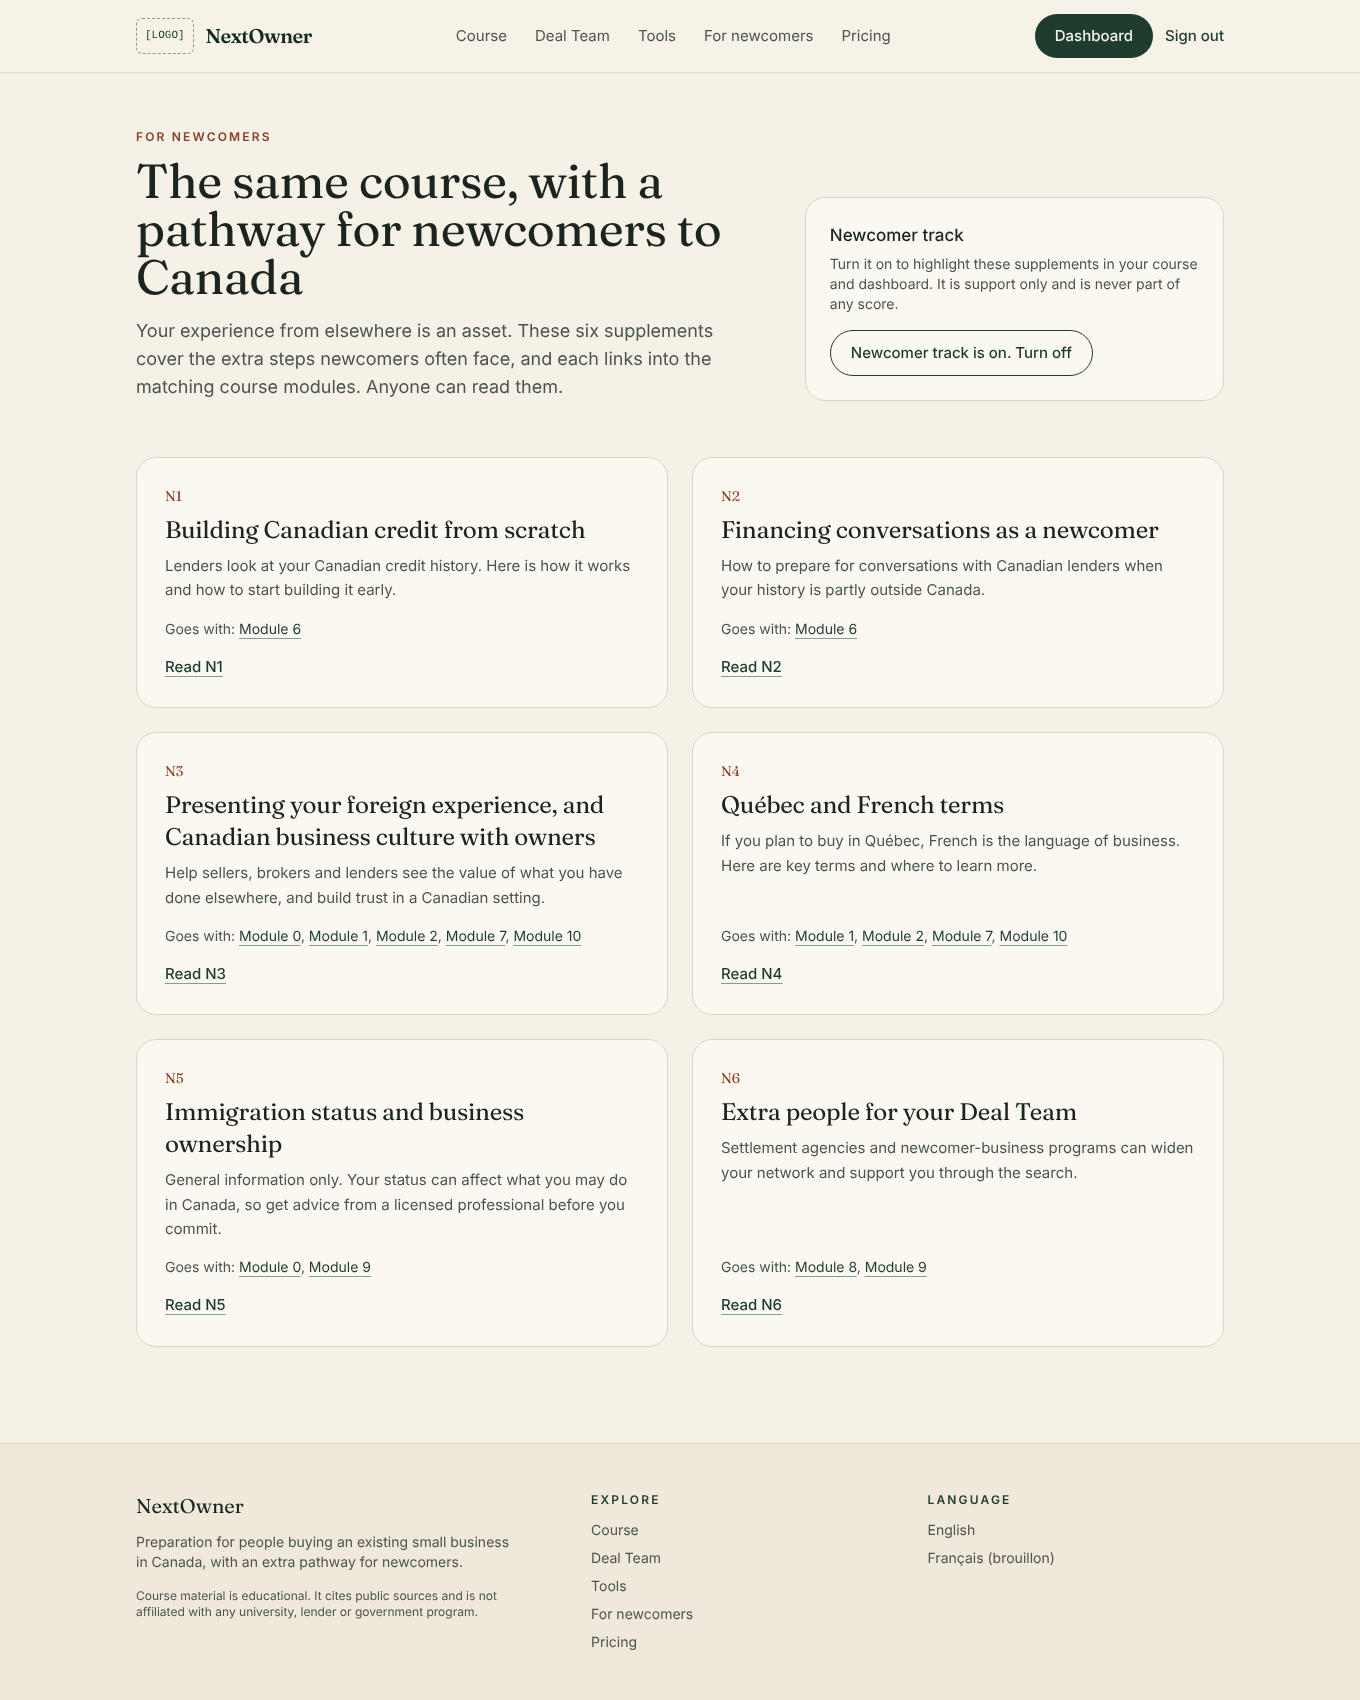 [LOGO] NextOwner Course Deal Team Tools For newcomers Pricing Dashboard Sign out
FOR NEWCOMERS
The same course, with a
pathway for newcomers to
Canada
Your experience from elsewhere is an asset. These six supplements
cover the extra steps newcomers often face, and each links into the
matching course modules. Anyone can read them.
Newcomer track
Turn it on to highlight these supplements in your course
and dashboard. It is support only and is never part of
any score.
Newcomer track is on. Turn off
N1
Building Canadian credit from scratch
Lenders look at your Canadian credit history. Here is how it works
and how to start building it early.
Goes with: Module 6
Read N1
N2
Financing conversations as a newcomer
How to prepare for conversations with Canadian lenders when
your history is partly outside Canada.
Goes with: Module 6
Read N2
N3
Presenting your foreign experience, and
Canadian business culture with owners
Help sellers, brokers and lenders see the value of what you have
done elsewhere, and build trust in a Canadian setting.
Goes with: Module 0, Module 1, Module 2, Module 7, Module 10
Read N3
N4
Québec and French terms
If you plan to buy in Québec, French is the language of business.
Here are key terms and where to learn more.
Goes with: Module 1, Module 2, Module 7, Module 10
Read N4
N5
Immigration status and business
ownership
General information only. Your status can affect what you may do
in Canada, so get advice from a licensed professional before you
commit.
Goes with: Module 0, Module 9
Read N5
N6
Extra people for your Deal Team
Settlement agencies and newcomer-business programs can widen
your network and support you through the search.
Goes with: Module 8, Module 9
Read N6
NextOwner
Preparation for people buying an existing small business
in Canada, with an extra pathway for newcomers.
Course material is educational. It cites public sources and is not
affiliated with any university, lender or government program.
EXPLORE
Course
Deal Team
Tools
For newcomers
Pricing
LANGUAGE
English
Français (brouillon)